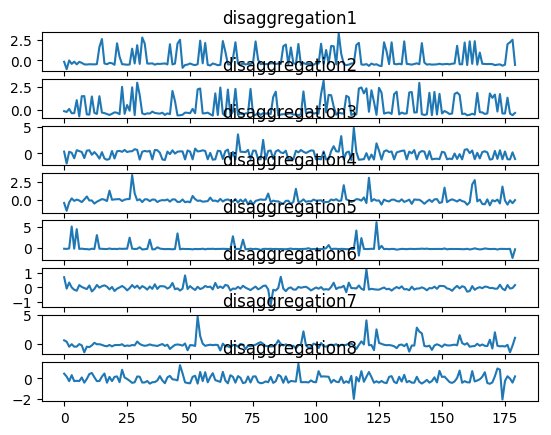 disaggregation1
2.5
0.0
disaggregation2
2.5
0.0
disaggregation3
5
0
disaggregation4
2.5
0.0
disaggregation5
5
0
disaggregation6
1
0
−1
disaggregation7
5
0
disaggregation8
0
−2
0 25 50 75 100 125 150 175